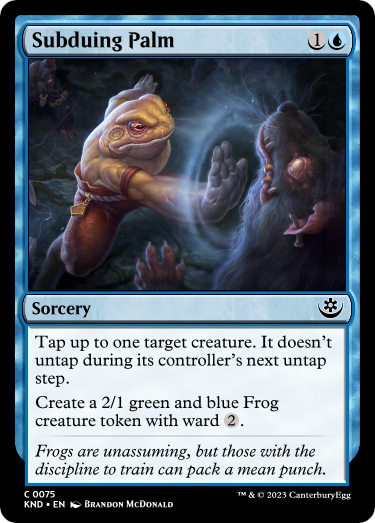 Subduing Palm 1
Sorcery
Tap up to one target creature. It doesn't
untap during its controller's next untap
step.
Create a 2/1 green and blue Frog
creature token with ward 2.
Frogs are unassuming, but those with the
discipline to train can pack a mean punch.
C 0075
KND • EN BRANDON MCDONALD
™ & © 2023 CanterburyEgg